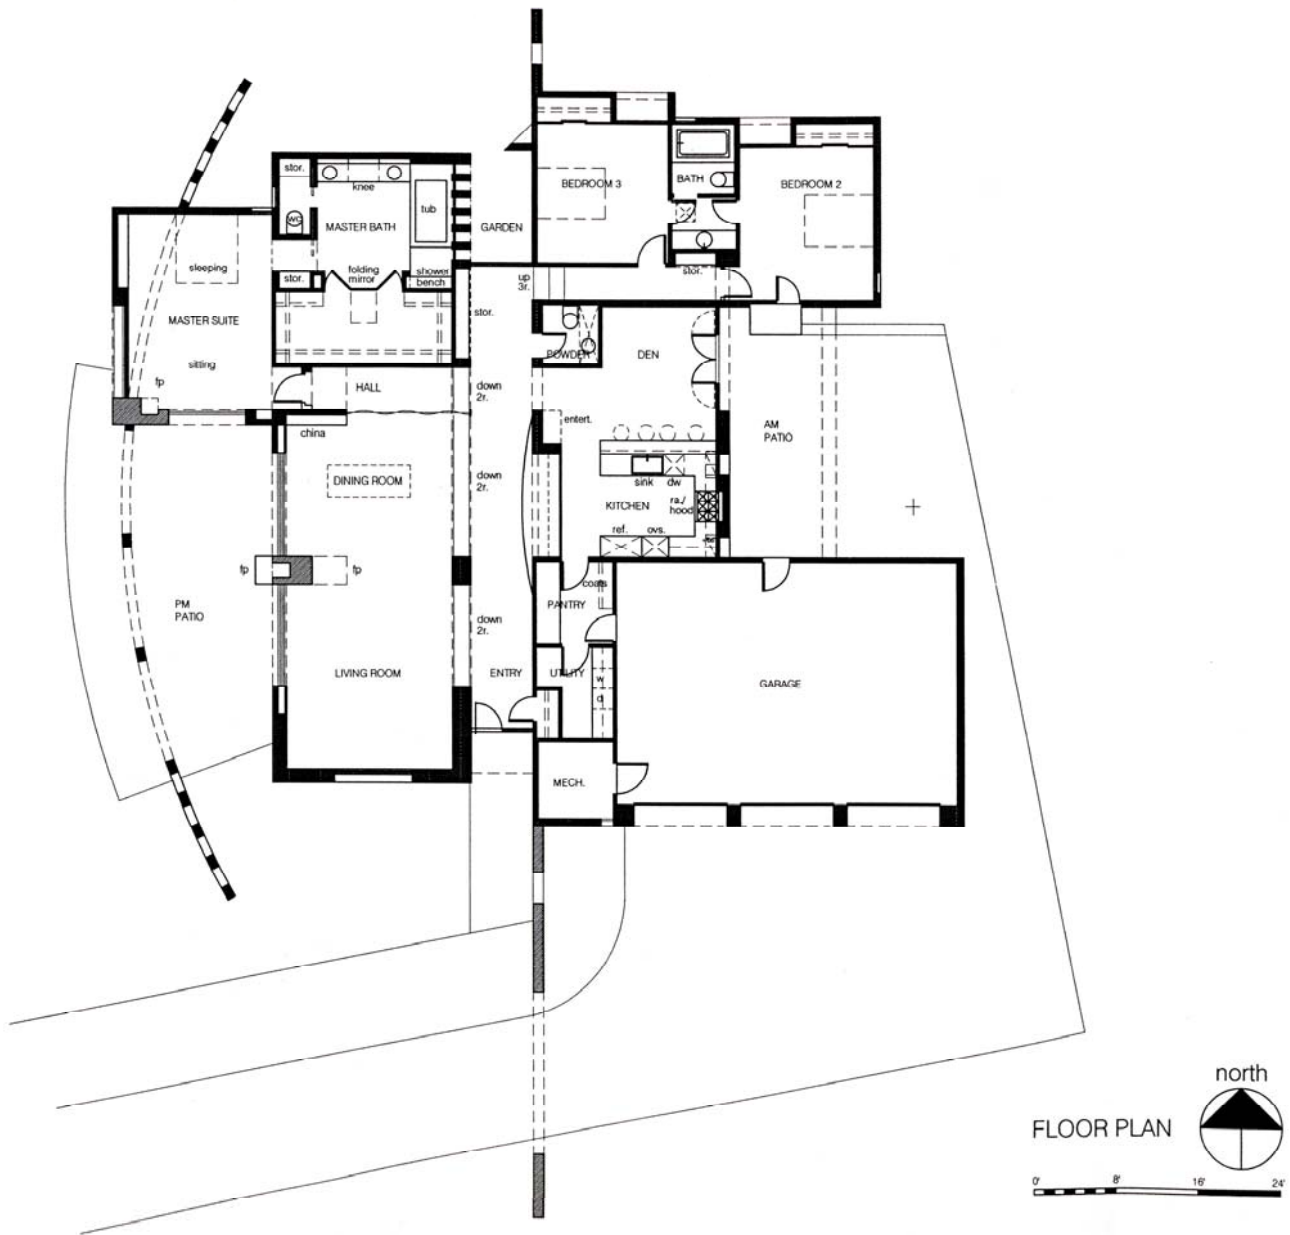 stor.
knee
WC
tub
MASTER BATH
GARDEN
BEDROOM 3
BATH
BEDROOM 2
sleeping
stor.
folding
mirror
shower
bench
up
3r.
stor.
stor.
MASTER SUITE
sitting
fp
HALL
POWDER
DEN
down
2r.
china
entert.
AM
PATIO
DINING ROOM
down
2r.
sink
dw
KITCHEN
ra./
hood
ref.
ovs.
fp
fp
coats
PANTRY
PM
PATIO
down
2r.
LIVING ROOM
ENTRY
UTILITY
w
d
GARAGE
MECH.
north
FLOOR PLAN
0'
8'
16'
24'